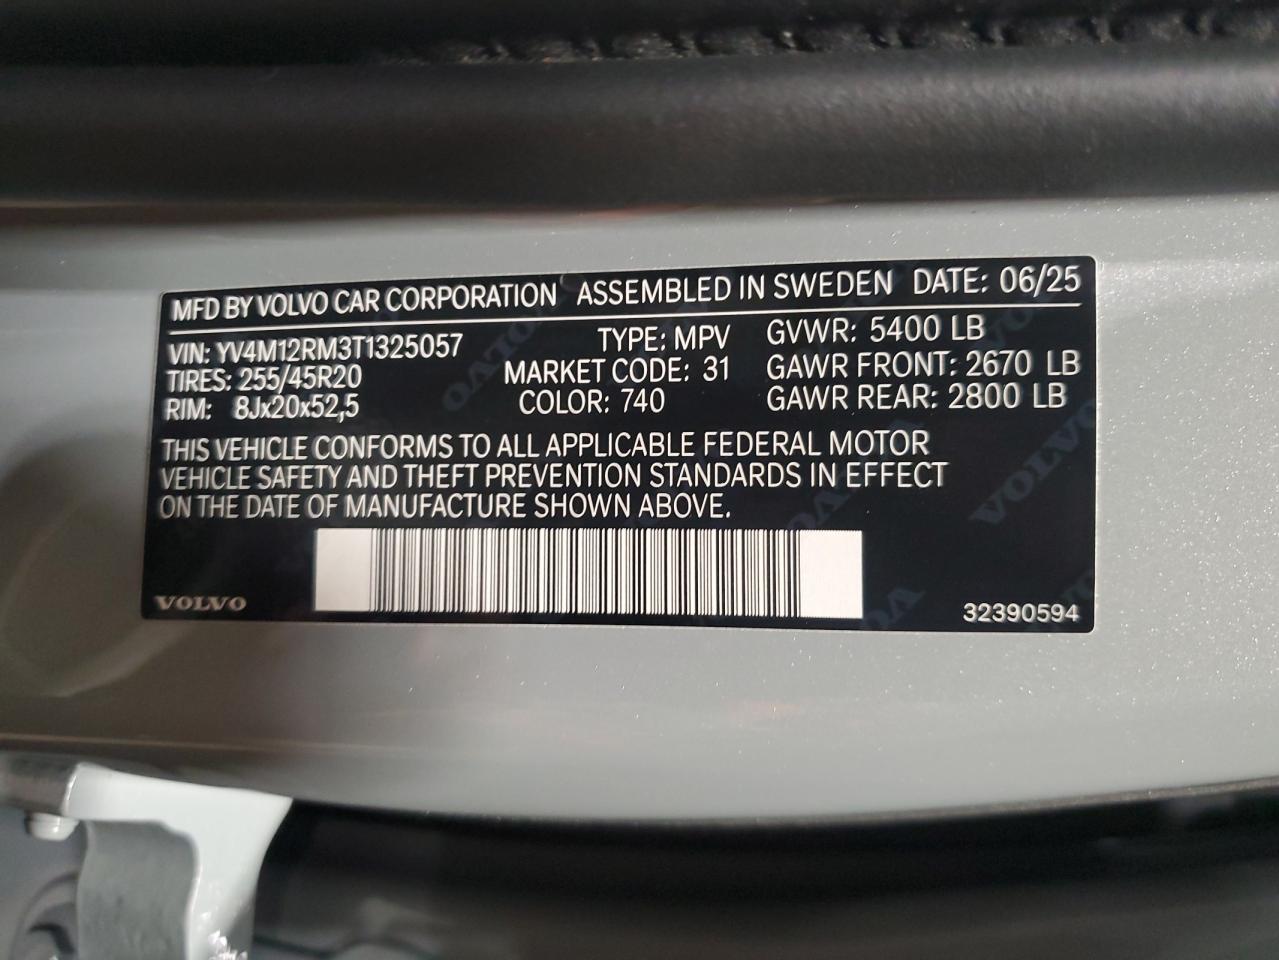 MFD BY VOLVO CAR CORPORATION ASSEMBLED IN SWEDEN DATE: 06/25
VIN: YV4M12RM3T1325057 TYPE: MPV GVWR: 5400 LB
TIRES: 255/45R20 MARKET CODE: 31 GAWR FRONT: 2670 LB
RIM: 8Jx20x52,5 COLOR: 740 GAWR REAR: 2800 LB
THIS VEHICLE CONFORMS TO ALL APPLICABLE FEDERAL MOTOR
VEHICLE SAFETY AND THEFT PREVENTION STANDARDS IN EFFECT
ON THE DATE OF MANUFACTURE SHOWN ABOVE.
VOLVO 32390594